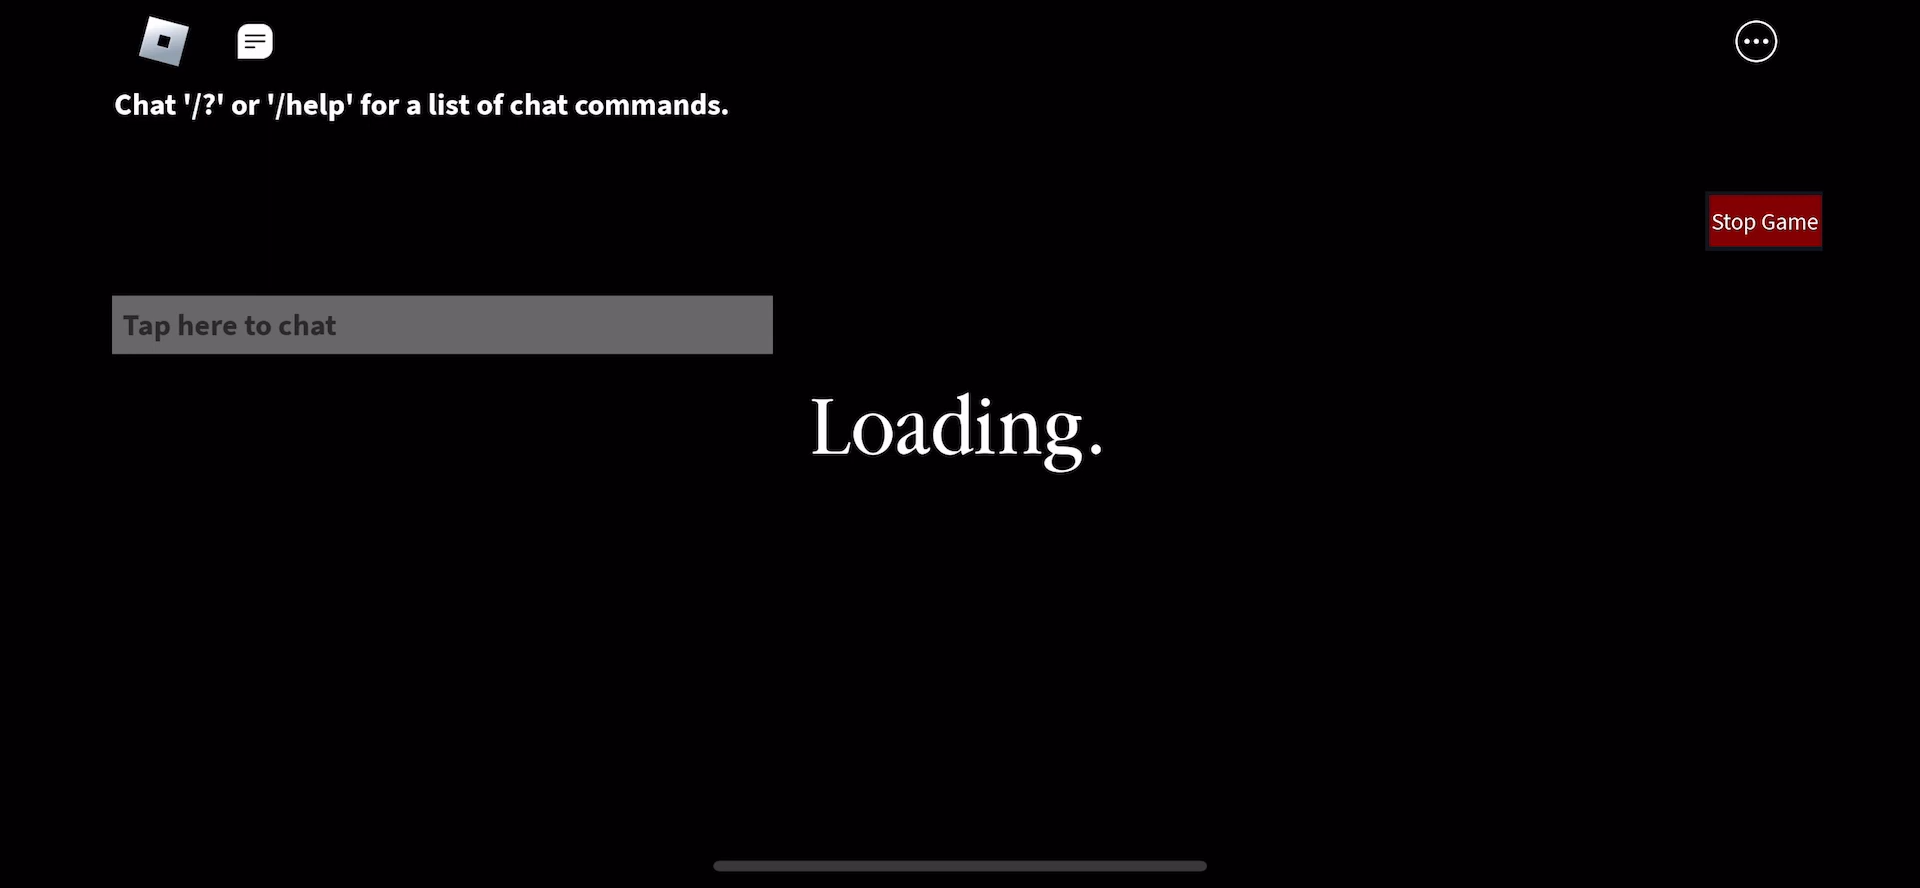 Chat '/?' or '/help' for a list of chat commands.
Stop Game
Tap here to chat
Loading.